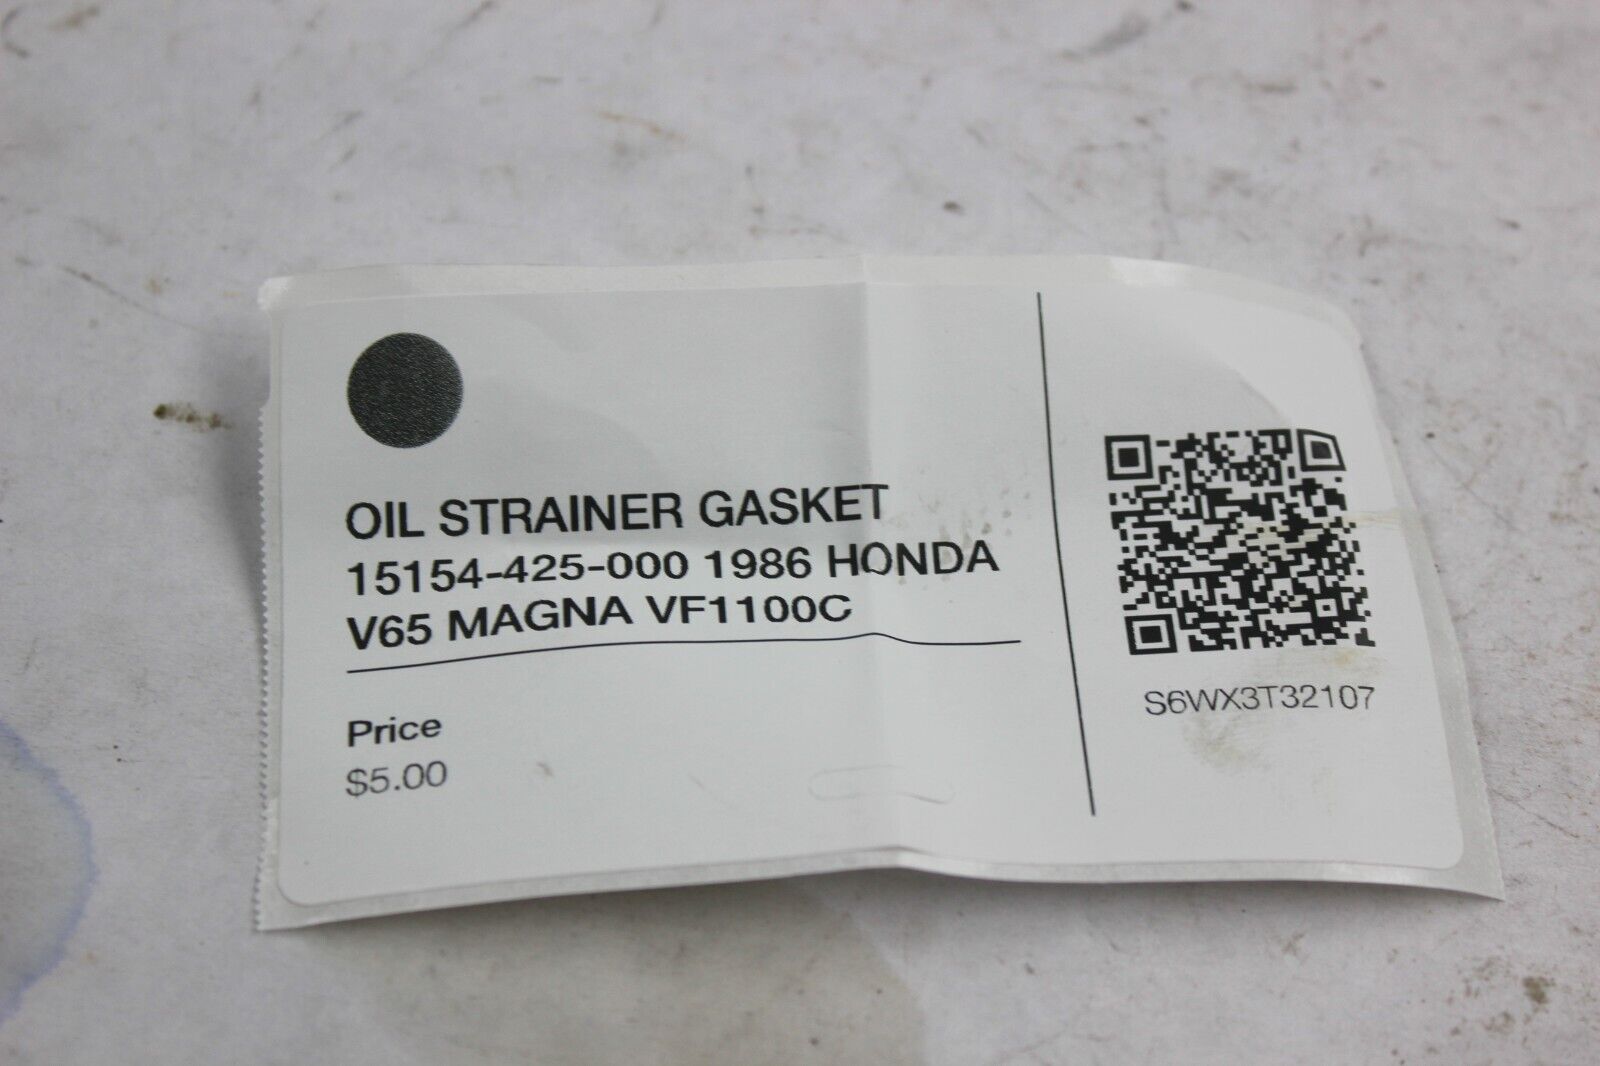 OIL STRAINER GASKET
15154-425-000 1986 HONDA
V65 MAGNA VF1100C
Price
$5.00
S6WX3T32107